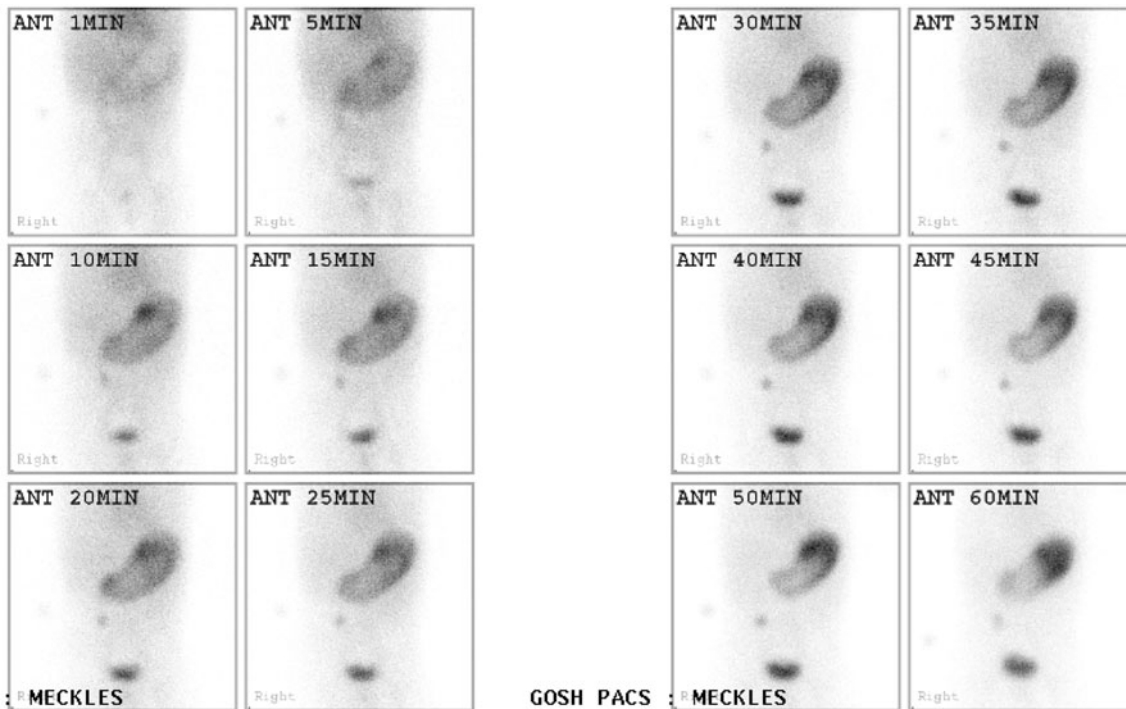 ANT 1MIN
ANT 5MIN
ANT 30MIN
ANT 35MIN
Right
Right
Right
Right
ANT 10MIN
ANT 15MIN
ANT 40MIN
ANT 45MIN
Right
Right
Right
Right
ANT 20MIN
ANT 25MIN
ANT 50MIN
ANT 60MIN
Right
Right
Right
: MECKLES
GOSH PACS : MECKLES